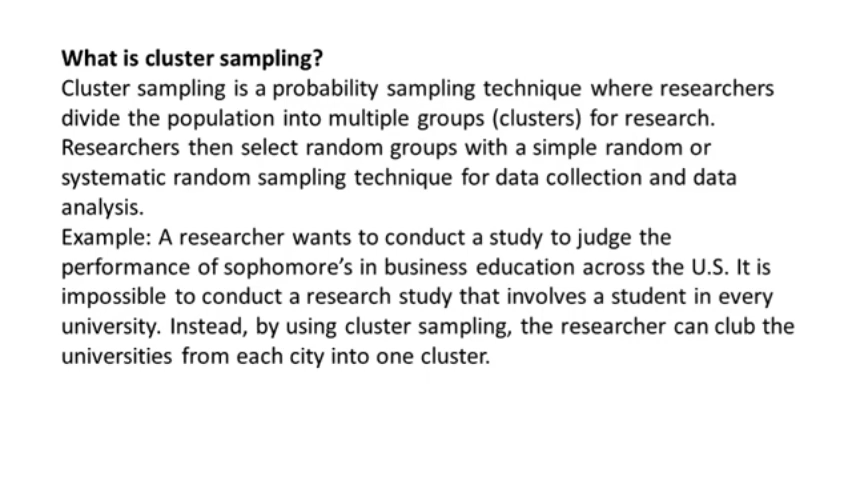 What is cluster sampling?
Cluster sampling is a probability sampling technique where researchers
divide the population into multiple groups (clusters) for research.
Researchers then select random groups with a simple random or
systematic random sampling technique for data collection and data
analysis.
Example: A researcher wants to conduct a study to judge the
performance of sophomore’s in business education across the U.S. It is
impossible to conduct a research study that involves a student in every
university. Instead, by using cluster sampling, the researcher can club the
universities from each city into one cluster.